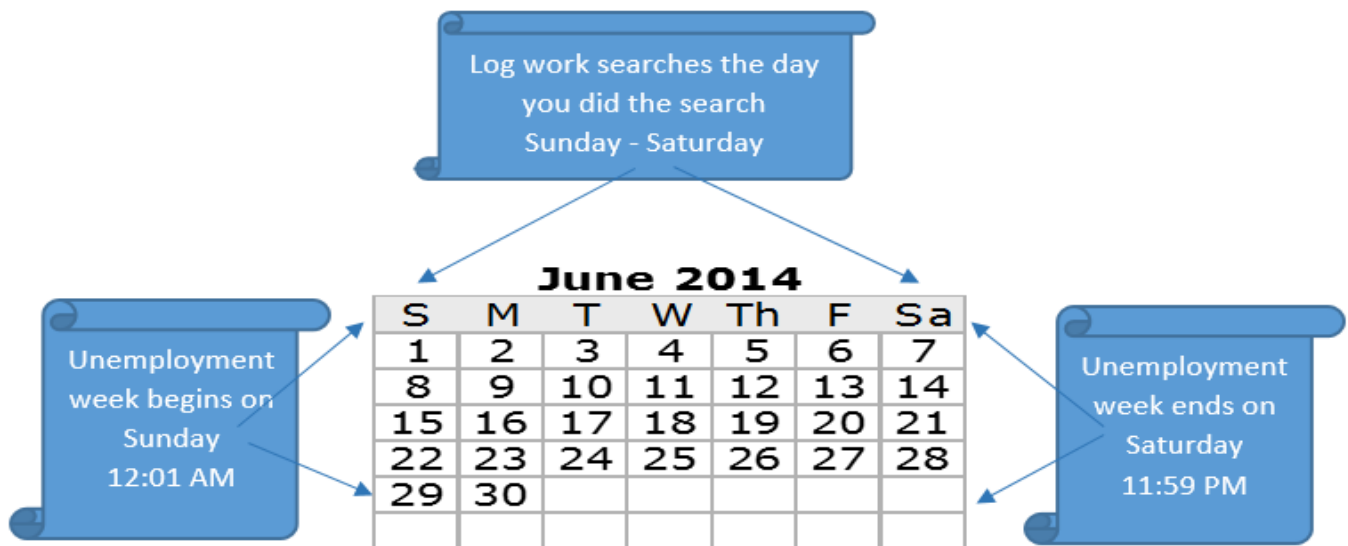 Log work searches the day
you did the search
Sunday - Saturday
June 2014
S M T W Th F Sa
1 2 3 4 5 6 7
8 9 10 11 12 13 14
15 16 17 18 19 20 21
22 23 24 25 26 27 28
29 30
Unemployment
week begins on
Sunday
12:01 AM
Unemployment
week ends on
Saturday
11:59 PM